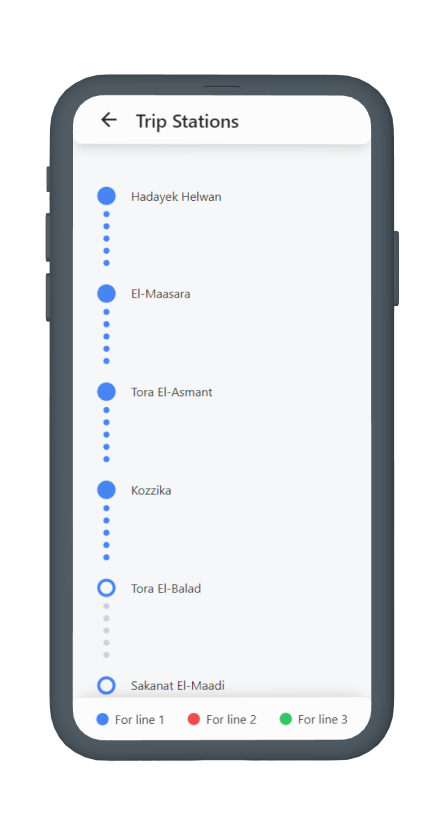 Trip Stations
Hadayek Helwan
El-Maasara
Tora El-Asmant
Kozzika
Tora El-Balad
Sakanat El-Maadi
For line 1 For line 2 For line 3